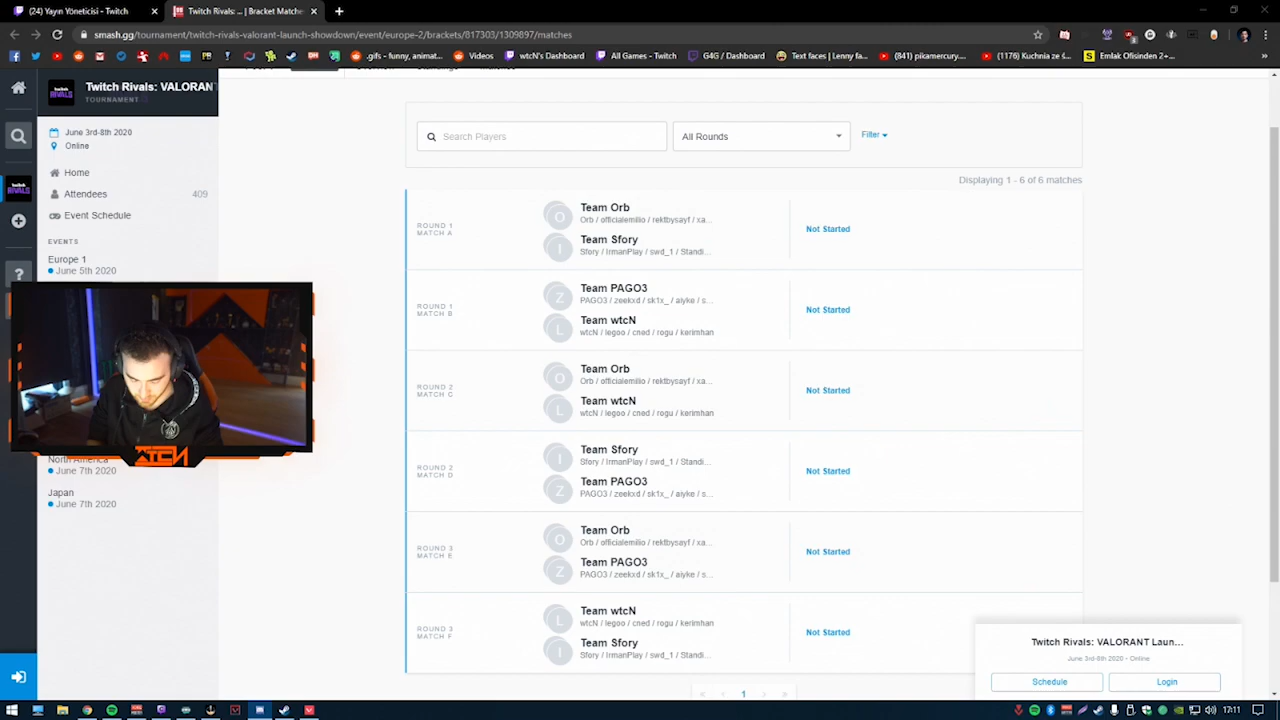 (24) Yayın
Rocket Match
smash.gg/tournament/twitch-rivals-valorant-launch-showdown/event/europe-2/brackets/817303/1309897/matches
.gifs - funny, animat...
Videos
wtcN's Dashboard
All Games - Twitch
G4G / Dashboard
Text faces | Lenny fa...
(841) pikamercury...
(1176) Kuchnia ze ś...
Emlak Ofisinden 2+...
Twitch Rivals: VALORANT
TOURNAMENT
June 3rd-8th 2020
Online
Home
Attendees 409
Event Schedule
EVENTS
Europe 1
June 5th 2020
North America
June 7th 2020
Japan
June 7th 2020
Search Players
All Rounds
Filter
Displaying 1 - 6 of 6 matches
ROUND 1
MATCH A
Team Orb
Orb / officialemilio / rektbysayf / xa...
Team Sfory
Sfory / IrmanPlay / swd_1 / Standi...
Not Started
ROUND 1
MATCH B
Team PAGO3
PAGO3 / zeekxd / sk1x_ / aiyke / s...
Team wtcN
wtcN / legoo / cned / rogu / kerimhan
Not Started
ROUND 2
MATCH C
Team Orb
Orb / officialemilio / rektbysayf / xa...
Team wtcN
wtcN / legoo / cned / rogu / kerimhan
Not Started
ROUND 2
MATCH D
Team Sfory
Sfory / IrmanPlay / swd_1 / Standi...
Team PAGO3
PAGO3 / zeekxd / sk1x_ / aiyke / s...
Not Started
ROUND 3
MATCH E
Team Orb
Orb / officialemilio / rektbysayf / xa...
Team PAGO3
PAGO3 / zeekxd / sk1x_ / aiyke / s...
Not Started
ROUND 3
MATCH F
Team wtcN
wtcN / legoo / cned / rogu / kerimhan
Team Sfory
Sfory / IrmanPlay / swd_1 / Standi...
Not Started
1
Twitch Rivals: VALORANT Laun...
June 3rd-8th 2020 • Online
Schedule
Login
17:11